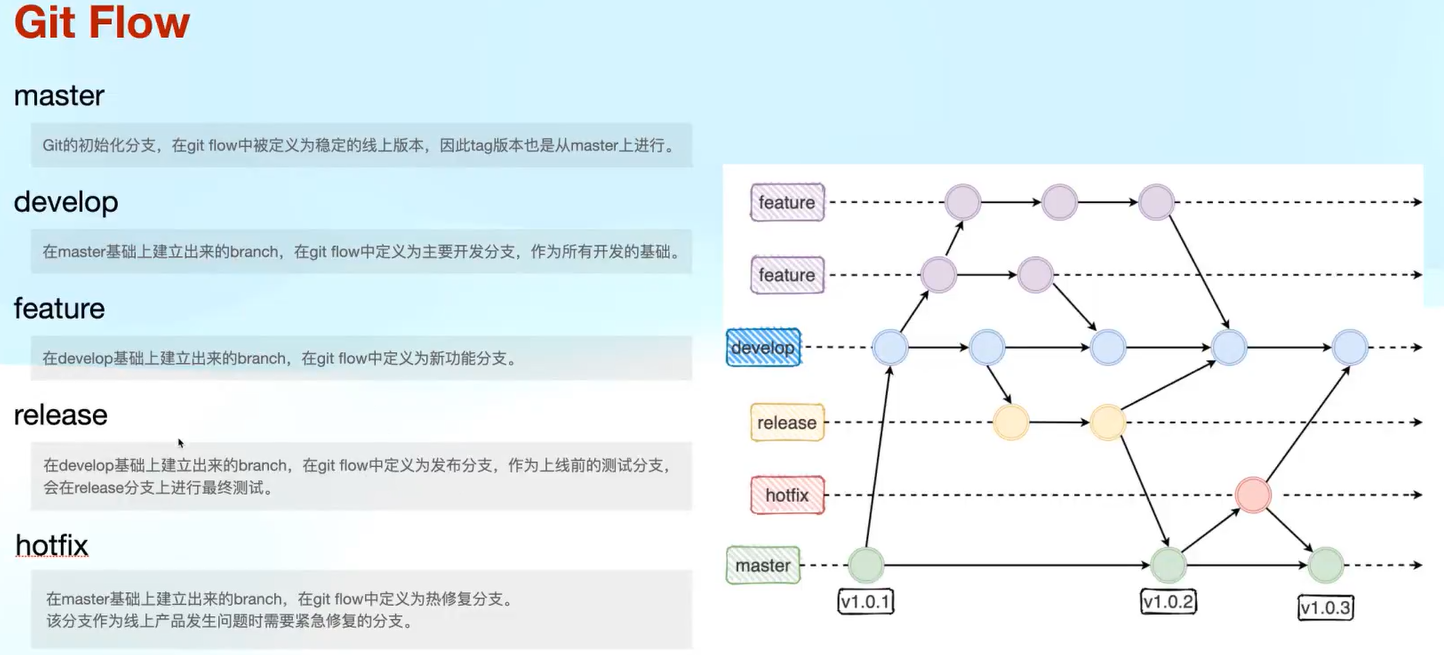 Git Flow
master
Git的初始化分支，在git flow中被定义为稳定的线上版本，因此tag版本也是从master上进行。
develop
在master基础上建立出来的branch，在git flow中定义为主要开发分支，作为所有开发的基础。
feature
在develop基础上建立出来的branch，在git flow中定义为新功能分支。
release
在develop基础上建立出来的branch，在git flow中定义为发布分支，作为上线前的测试分支，
会在release分支上进行最终测试。
hotfix
在master基础上建立出来的branch，在git flow中定义为热修复分支。
该分支作为线上产品发生问题时需要紧急修复的分支。
feature
feature
develop
release
hotfix
master
v1.0.1
v1.0.2
v1.0.3